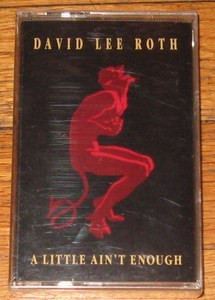 DAVID LEE ROTH
A LITTLE AIN'T ENOUGH